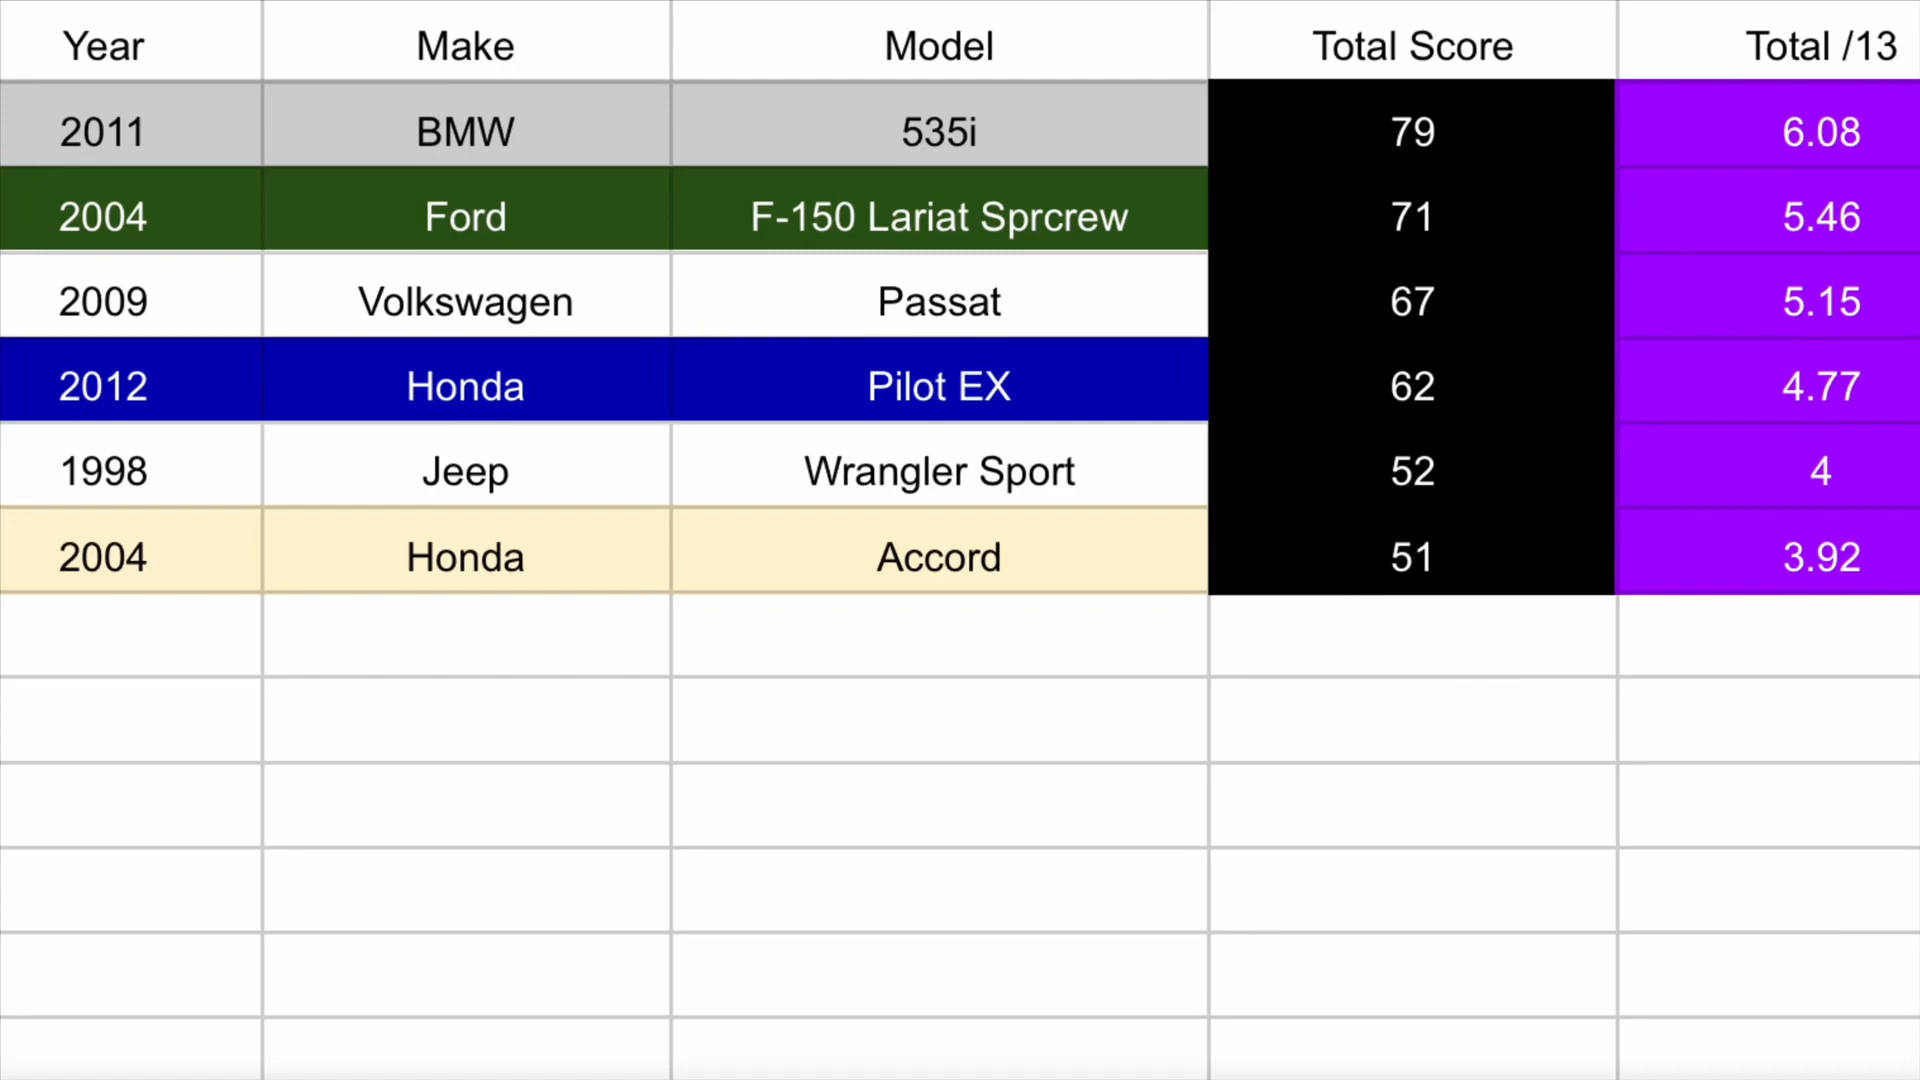 Year Make Model Total Score Total /13
2011 BMW 535i 79 6.08
2004 Ford F-150 Lariat Sprcrew 71 5.46
2009 Volkswagen Passat 67 5.15
2012 Honda Pilot EX 62 4.77
1998 Jeep Wrangler Sport 52 4
2004 Honda Accord 51 3.92